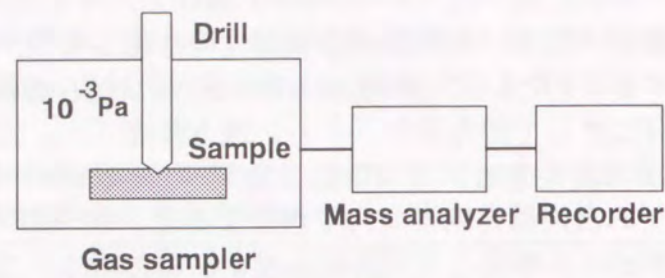 Drill
10⁻³Pa
Sample
Mass analyzer
Recorder
Gas sampler